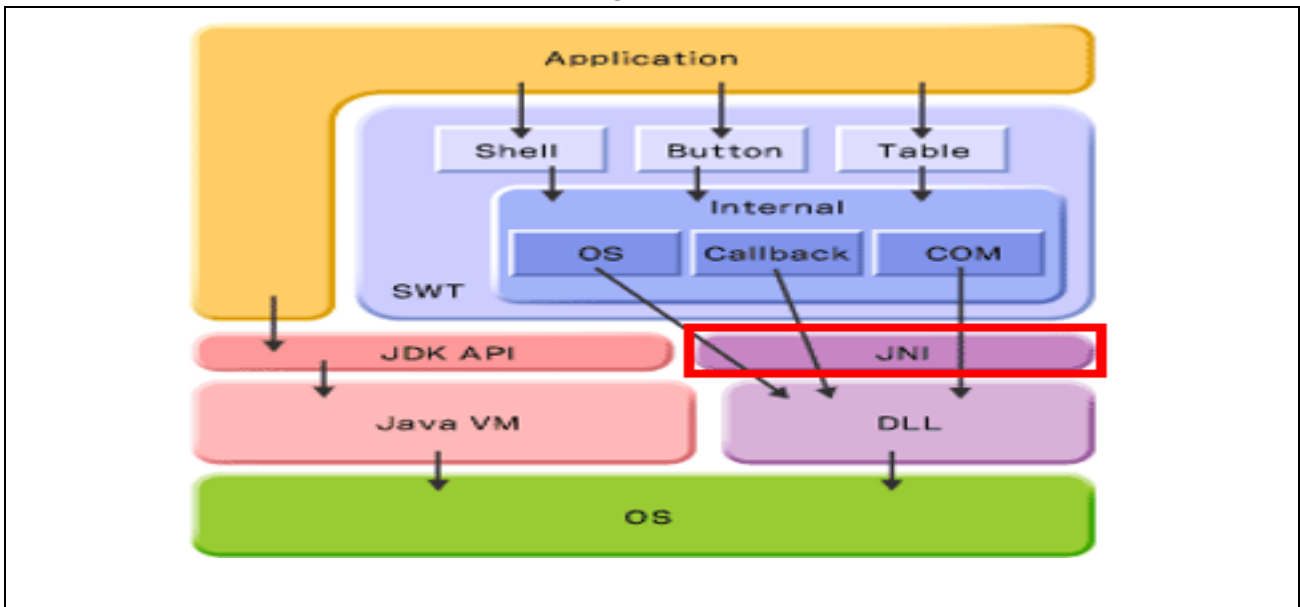 Application
Shell Button Table
Internal
OS Callback COM
SWT
JDK API JNI
Java VM DLL
OS